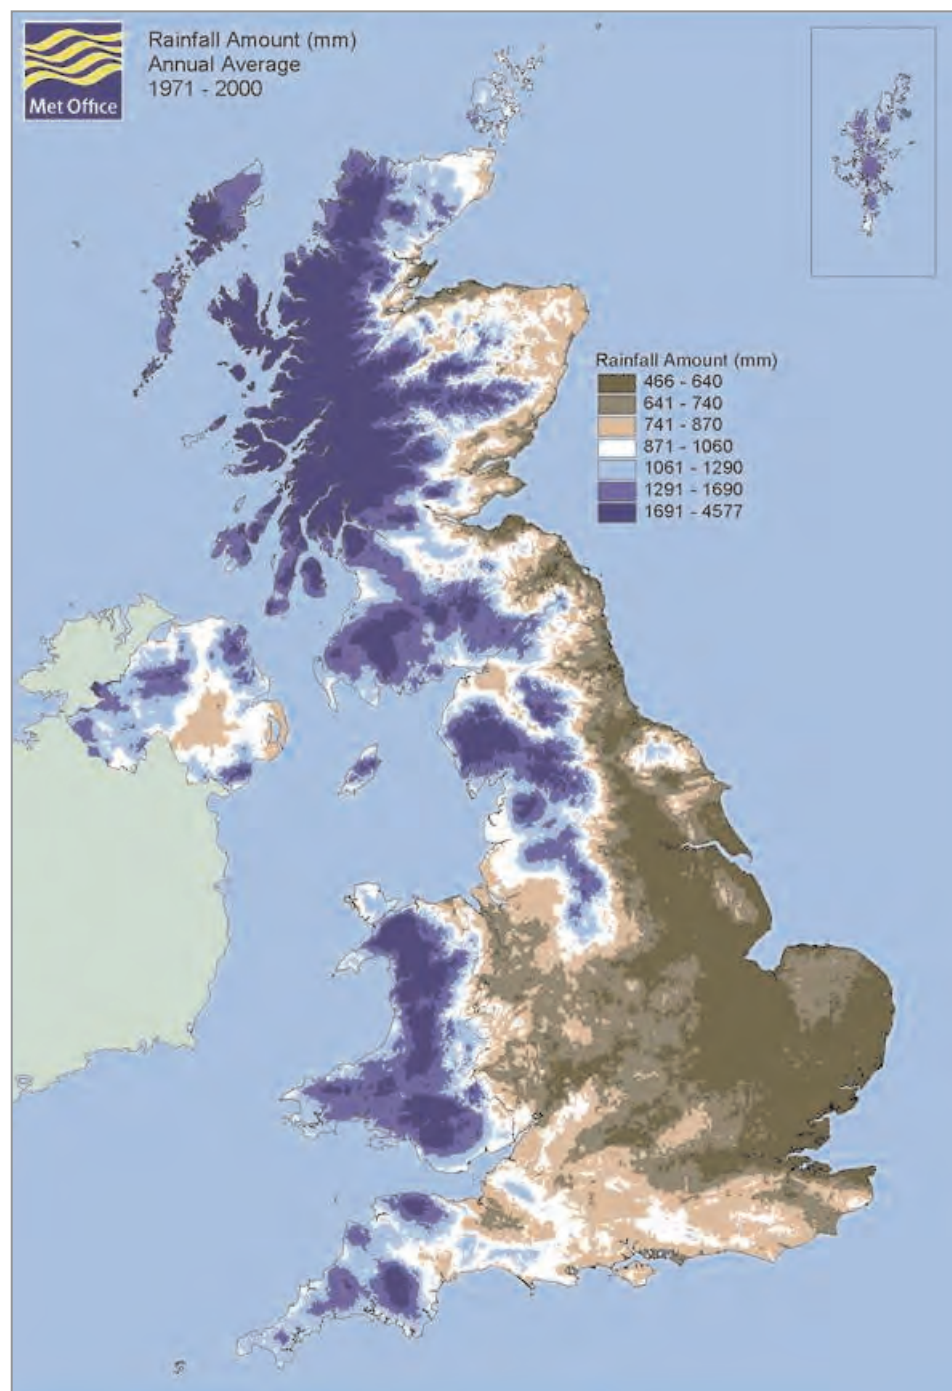 Met Office
Rainfall Amount (mm)
Annual Average
1971 - 2000
Rainfall Amount (mm)
466 - 640
641 - 740
741 - 870
871 - 1060
1061 - 1290
1291 - 1690
1691 - 4577